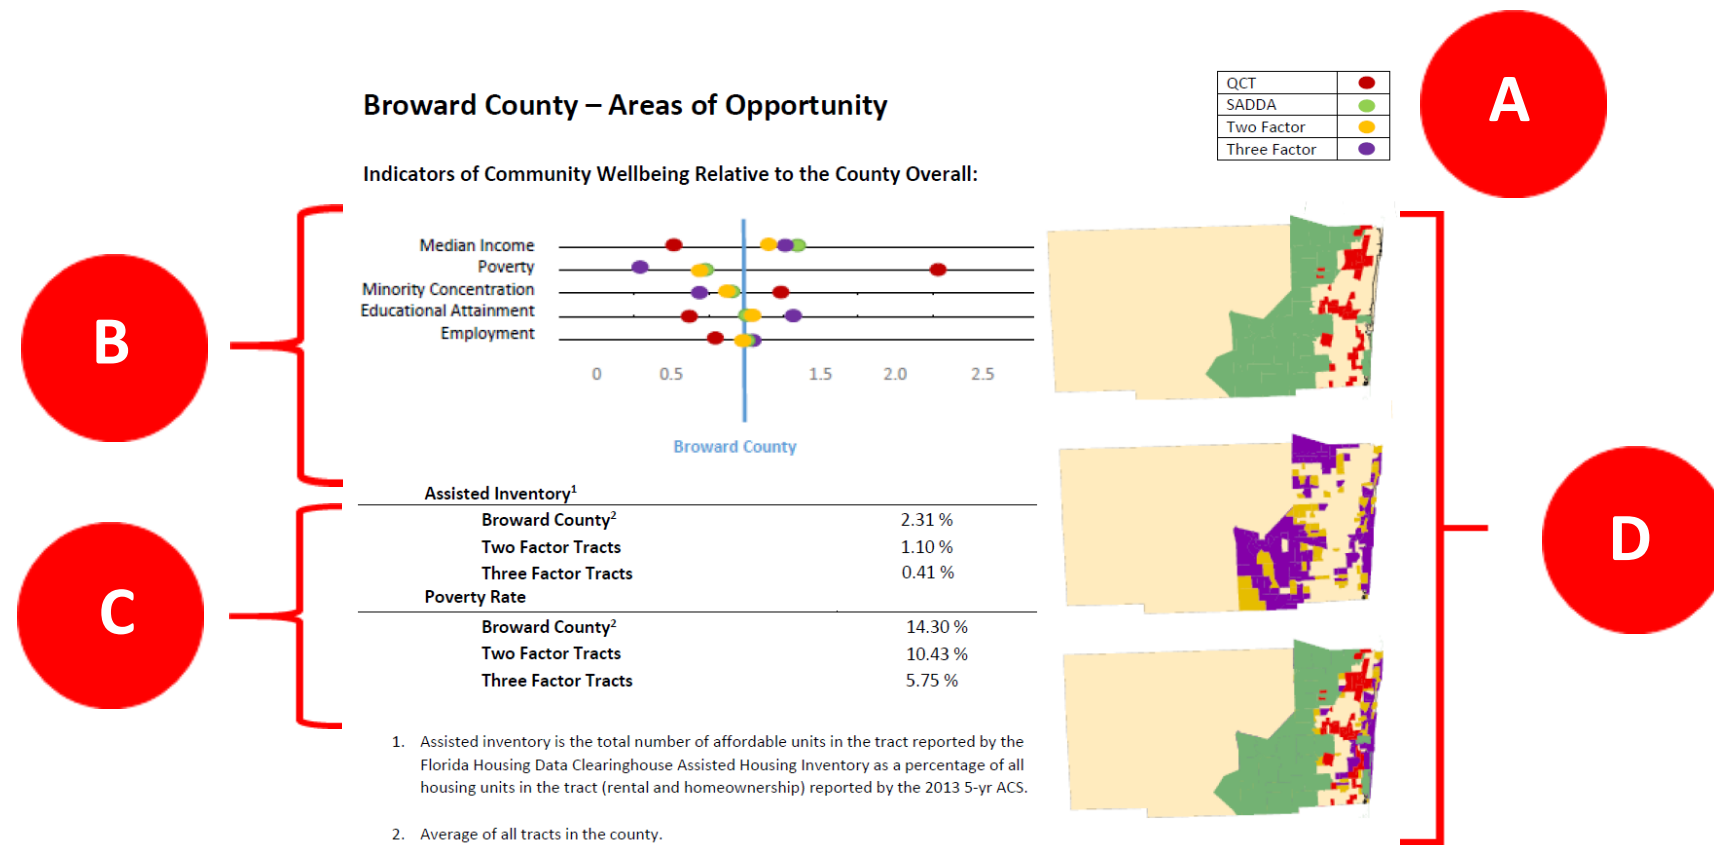 QCT
SADDA
Two Factor
Three Factor
A
Broward County – Areas of Opportunity
Indicators of Community Wellbeing Relative to the County Overall:
B
Median Income
Poverty
Minority Concentration
Educational Attainment
Employment
0 0.5 1.5 2.0 2.5
Broward County
C
Assisted Inventory¹
Broward County² 2.31 %
Two Factor Tracts 1.10 %
Three Factor Tracts 0.41 %
Poverty Rate
Broward County² 14.30 %
Two Factor Tracts 10.43 %
Three Factor Tracts 5.75 %
D
1. Assisted inventory is the total number of affordable units in the tract reported by the
Florida Housing Data Clearinghouse Assisted Housing Inventory as a percentage of all
housing units in the tract (rental and homeownership) reported by the 2013 5-yr ACS.
2. Average of all tracts in the county.